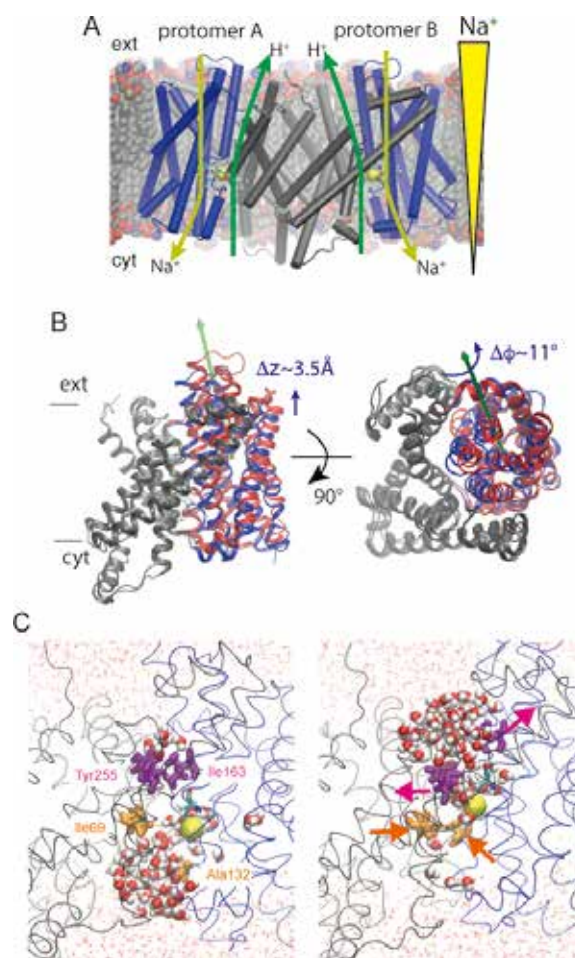 A
ext
protomer A
H⁺
H⁺
protomer B
Na⁺
cyt
Na⁺
Na⁺
B
ext
Δz~3.5Å
Δϕ~11°
90°
cyt
C
Tyr255
Ile163
Ile69
Ala132